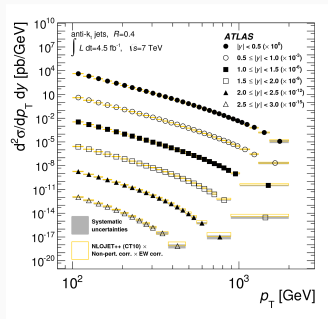 anti-kₜ jets, R=0.4
∫ L dt=4.5 fb⁻¹, √s=7 TeV
ATLAS
|y| < 0.5 (× 10⁰)
0.5 ≤ |y| < 1.0 (× 10⁻³)
1.0 ≤ |y| < 1.5 (× 10⁻⁶)
1.5 ≤ |y| < 2.0 (× 10⁻⁹)
2.0 ≤ |y| < 2.5 (× 10⁻¹²)
2.5 ≤ |y| < 3.0 (× 10⁻¹⁵)
d²σ/dp_T dy [pb/GeV]
10¹⁰
10⁷
10⁴
10
10⁻²
10⁻⁵
10⁻⁸
10⁻¹¹
10⁻¹⁴
10⁻¹⁷
10⁻²⁰
Systematic
uncertainties
NLOJET++ (CT10) ×
Non-pert. corr. × EW corr.
10² 10³
p_T [GeV]